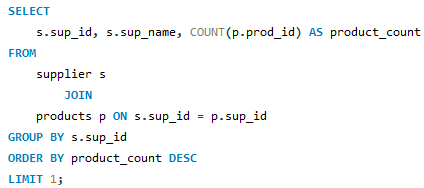 SELECT
    s.sup_id, s.sup_name, COUNT(p.prod_id) AS product_count
FROM
    supplier s
        JOIN
    products p ON s.sup_id = p.sup_id
GROUP BY s.sup_id
ORDER BY product_count DESC
LIMIT 1;